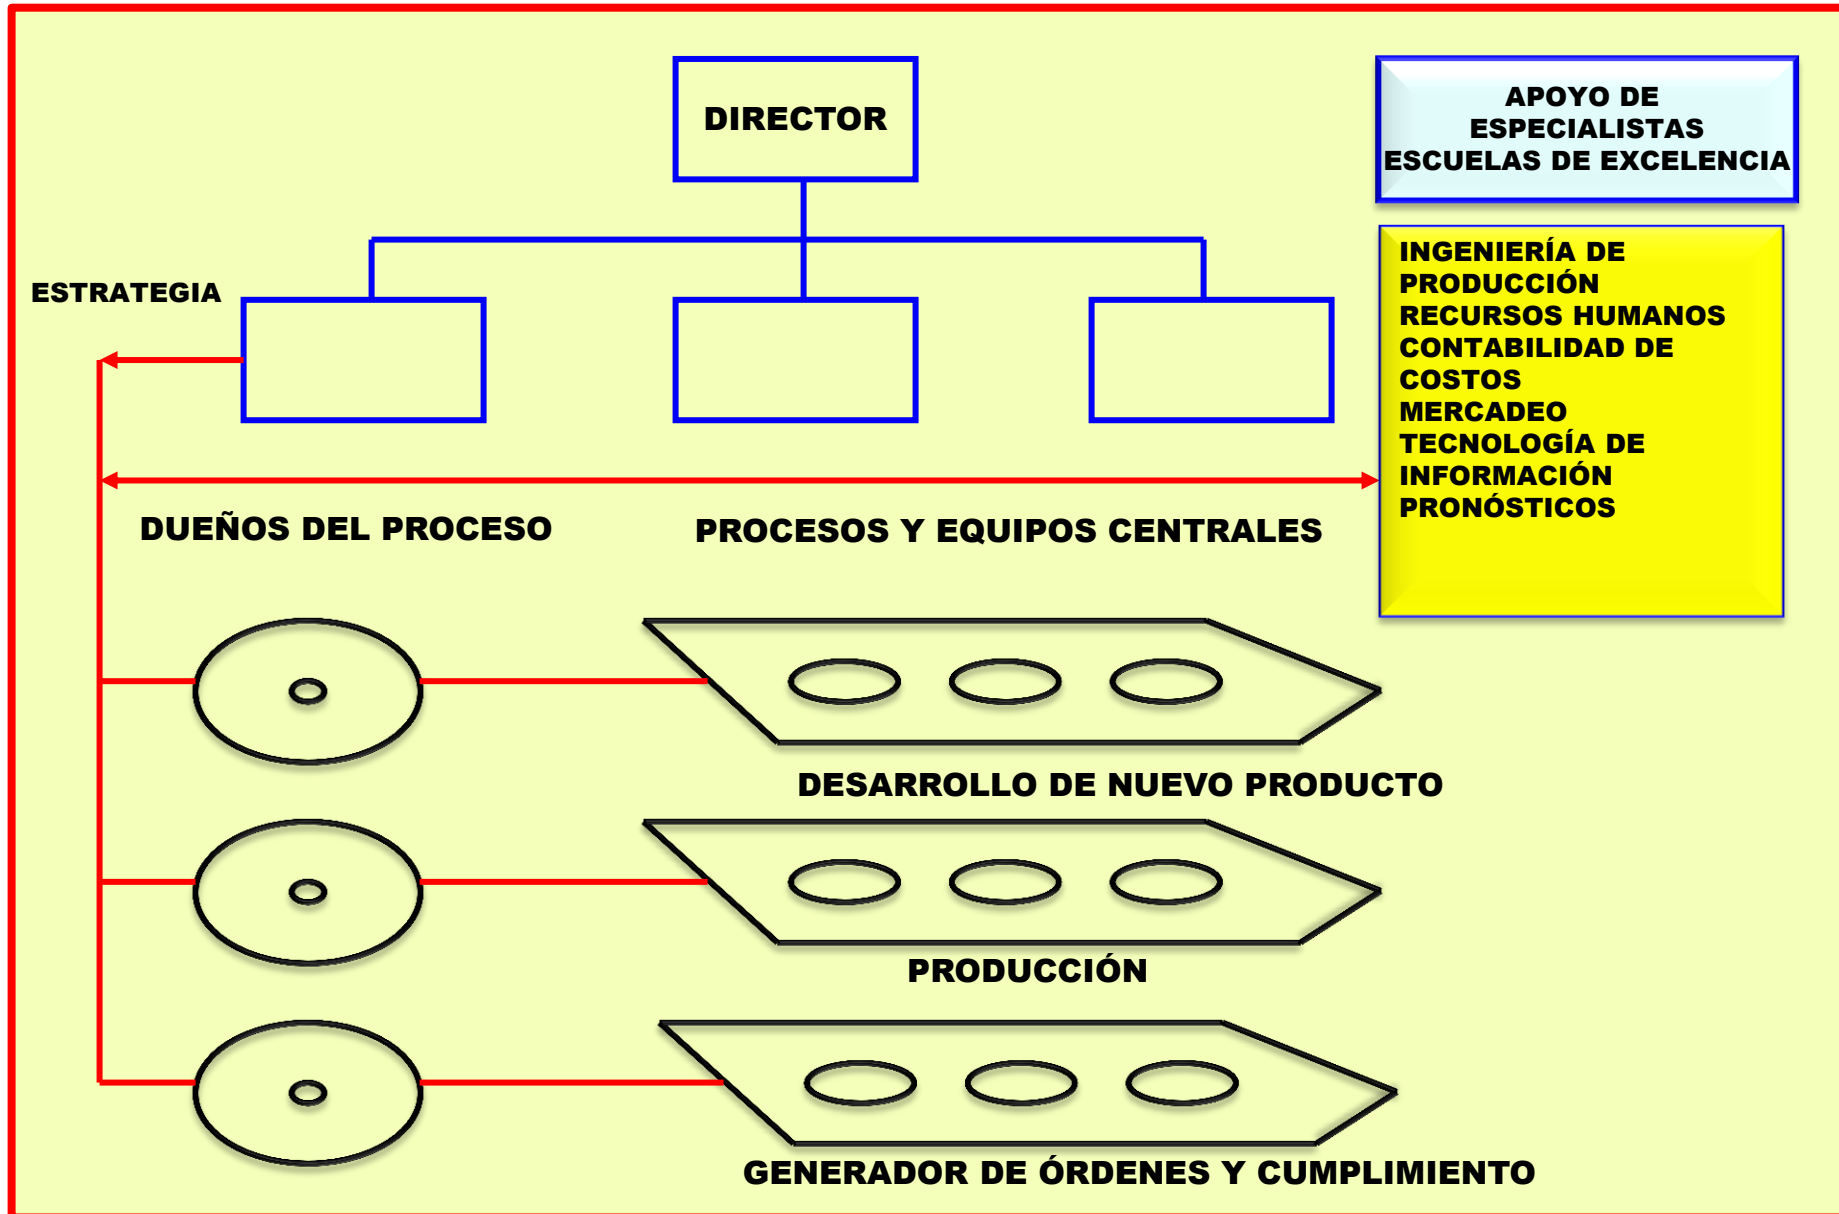 DIRECTOR
APOYO DE
ESPECIALISTAS
ESCUELAS DE EXCELENCIA
ESTRATEGIA
INGENIERÍA DE
PRODUCCIÓN
RECURSOS HUMANOS
CONTABILIDAD DE
COSTOS
MERCADEO
TECNOLOGÍA DE
INFORMACIÓN
PRONÓSTICOS
DUEÑOS DEL PROCESO
PROCESOS Y EQUIPOS CENTRALES
DESARROLLO DE NUEVO PRODUCTO
PRODUCCIÓN
GENERADOR DE ÓRDENES Y CUMPLIMIENTO